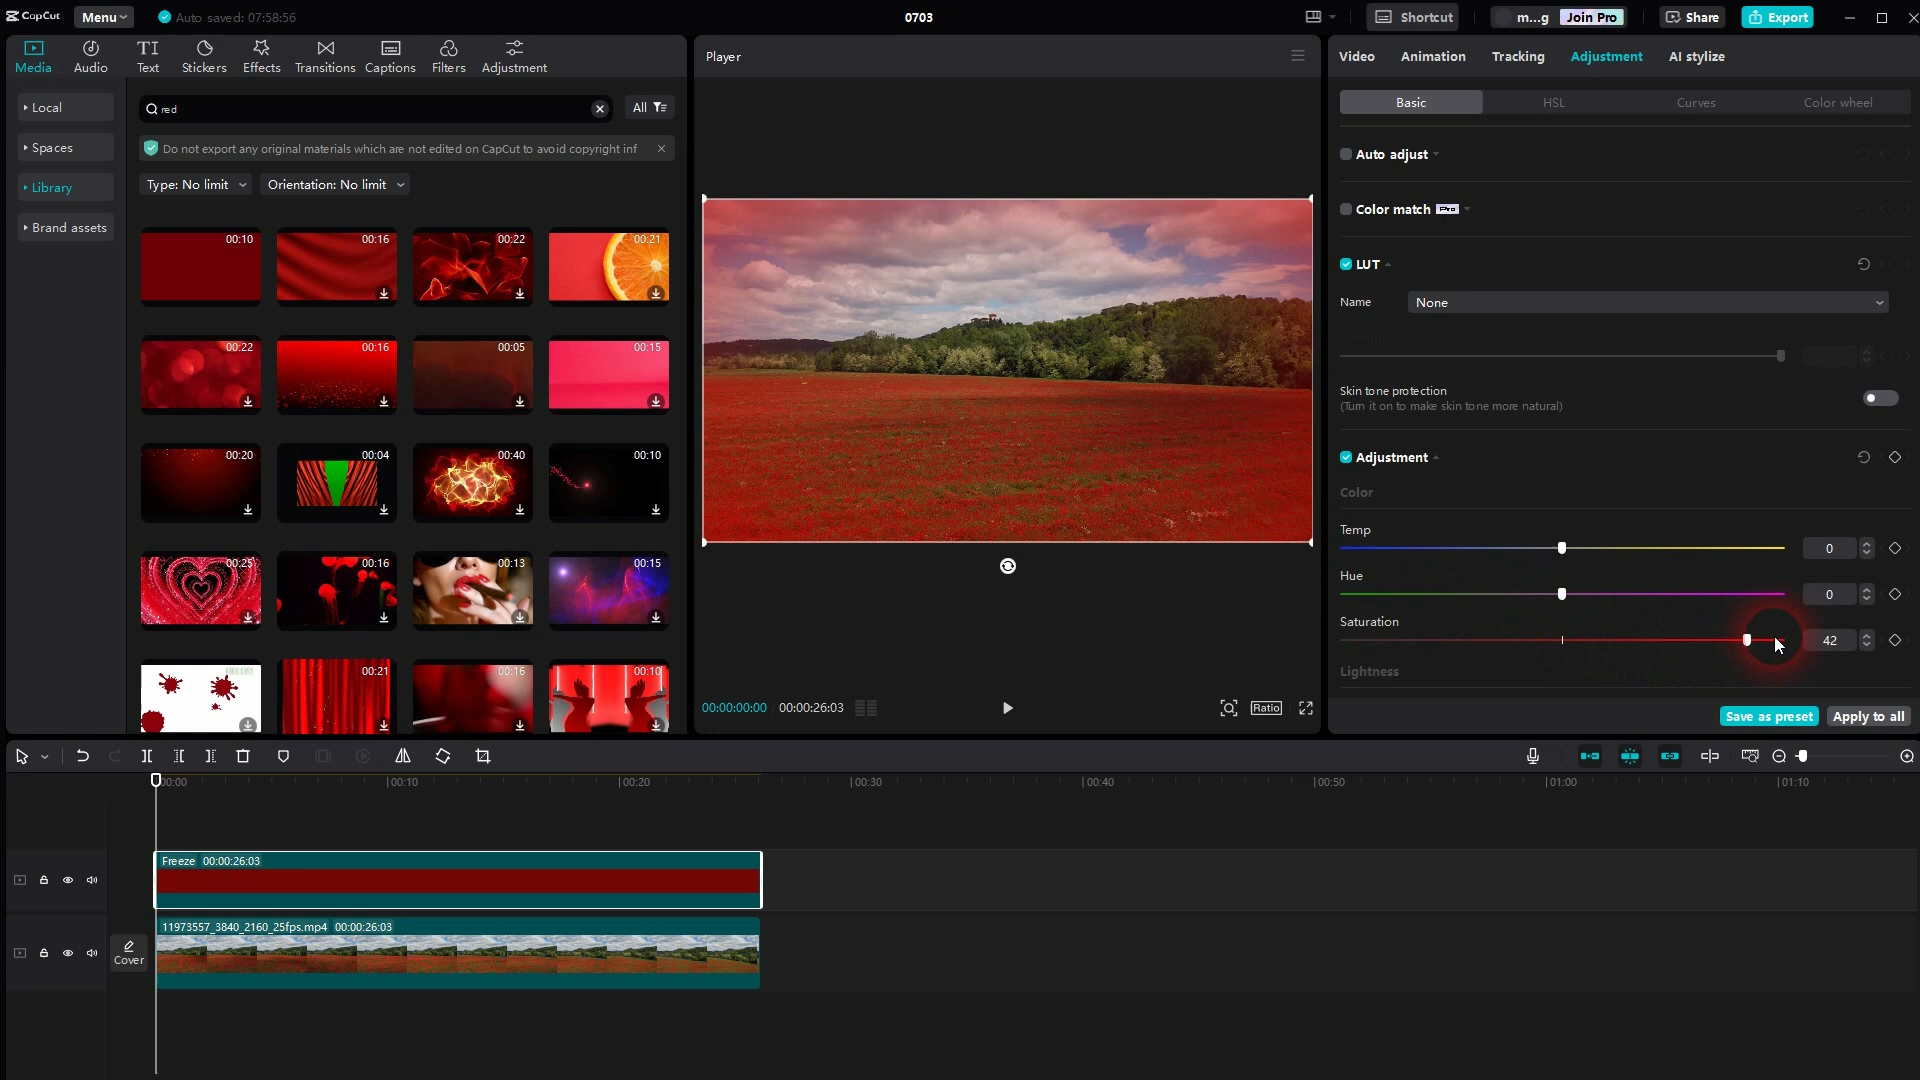 CapCut
Menu
Auto saved: 07:58:56
0703
Shortcut
m...g
Join Pro
Share
Export
Media
Audio
Text
Stickers
Effects
Transitions
Captions
Filters
Adjustment
Player
Video
Animation
Tracking
Adjustment
AI stylize
Local
Spaces
Library
Brand assets
red
All
Do not export any original materials which are not edited on CapCut to avoid copyright inf
Type: No limit
Orientation: No limit
00:10
00:16
00:22
00:21
00:22
00:16
00:05
00:15
00:20
00:04
00:40
00:10
00:25
00:16
00:13
00:15
00:21
00:16
00:10
00:00:00:00
00:00:26:03
Ratio
Basic
HSL
Curves
Color wheel
Auto adjust
Color match
Pro
LUT
Name
None
Skin tone protection
(Turn it on to make skin tone more natural)
Adjustment
Color
Temp
0
Hue
0
Saturation
42
Lightness
Save as preset
Apply to all
00:00
00:10
00:20
00:30
00:40
00:50
01:00
01:10
Freeze 00:00:26:03
11973557_3840_2160_25fps.mp4 00:00:26:03
Cover